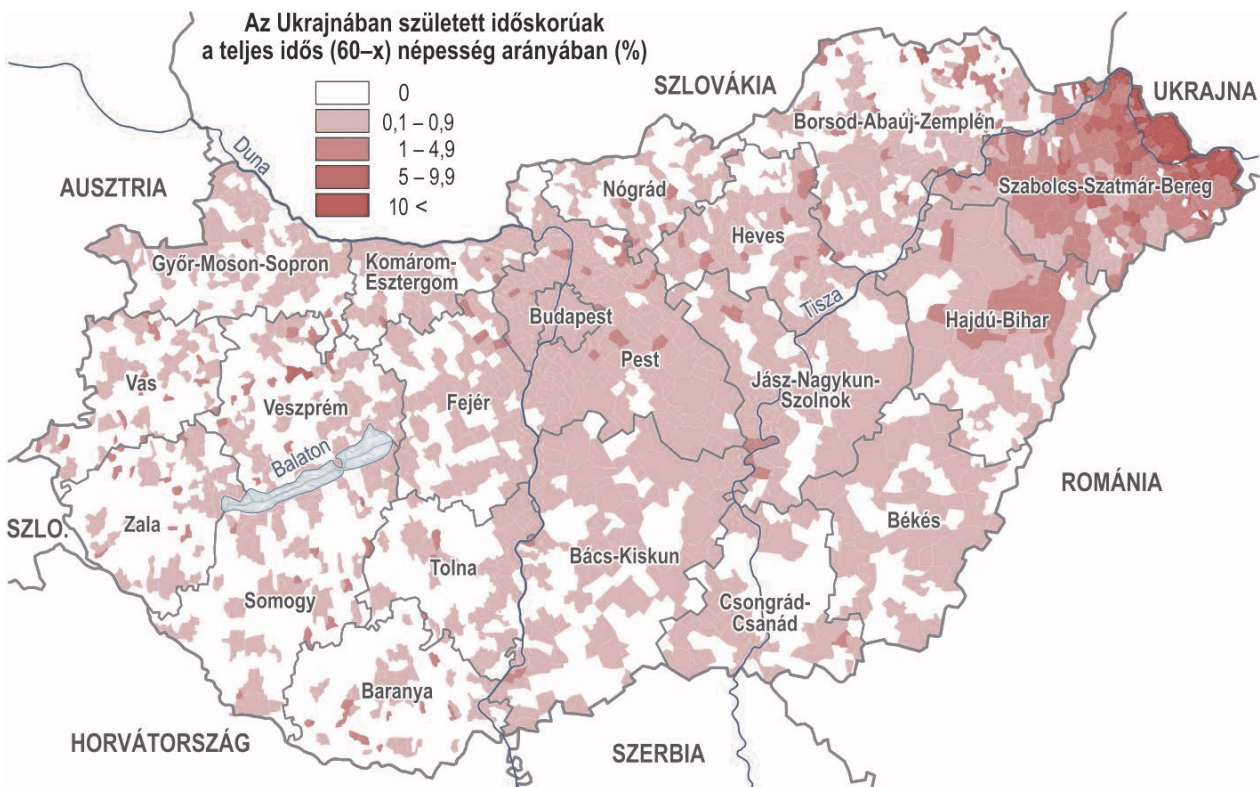 Az Ukrajnában született időskorúak
a teljes idős (60–x) népesség arányában (%)
0
0,1 – 0,9
1 – 4,9
5 – 9,9
10 <
SZLOVÁKIA
UKRAJNA
AUSZTRIA
Duna
Borsod-Abaúj-Zemplén
Nógrád
Szabolcs-Szatmár-Bereg
Heves
Győr-Moson-Sopron
Komárom-
Esztergom
Tisza
Budapest
Hajdú-Bihar
Pest
Vas
Veszprém
Fejér
Jász-Nagykun-
Szolnok
Balaton
ROMÁNIA
SZLO.
Zala
Békés
Bács-Kiskun
Tolna
Somogy
Csongrád-
Csanád
Baranya
HORVÁTORSZÁG
SZERBIA